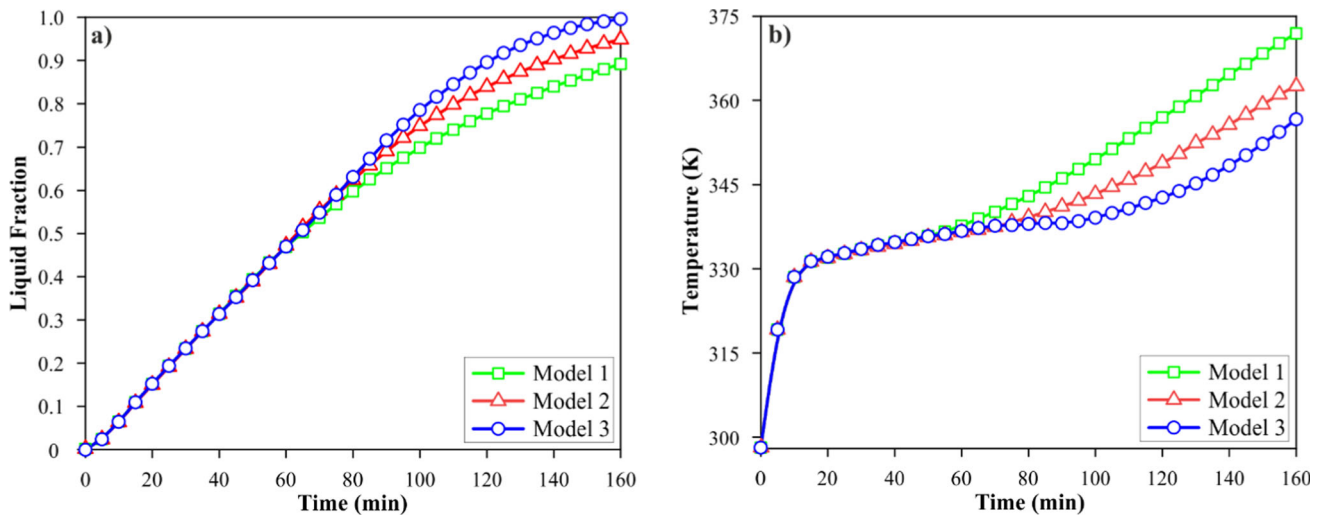 a)
Liquid Fraction
1.0
0.9
0.8
0.7
0.6
0.5
0.4
0.3
0.2
0.1
0
Model 1
Model 2
Model 3
0 20 40 60 80 100 120 140 160
Time (min)
b)
Temperature (K)
375
360
345
330
315
300
Model 1
Model 2
Model 3
0 20 40 60 80 100 120 140 160
Time (min)